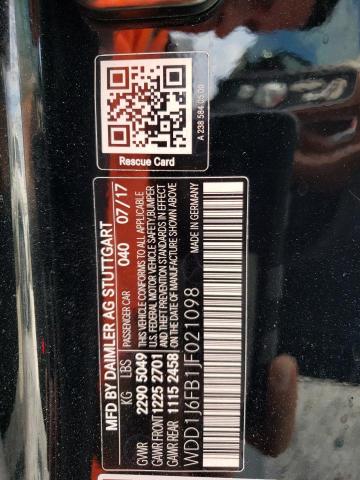 A 238 584 05 00
Rescue Card
MFD BY DAIMLER AG STUTTGART
PASSENGER CAR 040 07/17
KG LBS
GVWR 2290 5049
GAWR FRONT 1225 2701
GAWR REAR 1115 2458
THIS VEHICLE CONFORMS TO ALL APPLICABLE
U.S. FEDERAL MOTOR VEHICLE SAFETY, BUMPER
AND THEFT PREVENTION STANDARDS IN EFFECT
ON THE DATE OF MANUFACTURE SHOWN ABOVE
WDD1J6FB1JF021098
MADE IN GERMANY